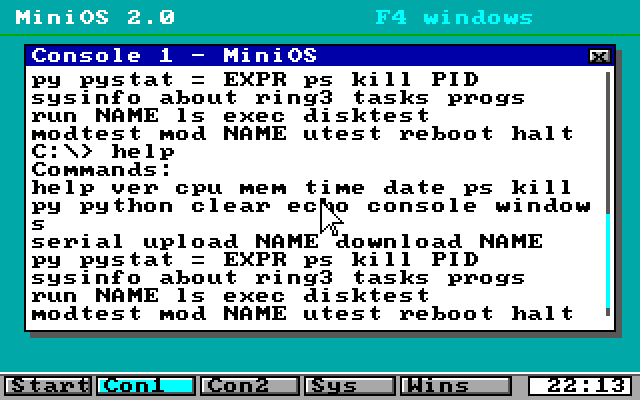 MiniOS 2.0 F4 windows
Console 1 - MiniOS
py pystat = EXPR ps kill PID
sysinfo about ring3 tasks progs
run NAME ls exec disktest
modtest mod NAME utest reboot halt
C:\> help
Commands:
help ver cpu mem time date ps kill
py python clear echo console window
s
serial upload NAME download NAME
py pystat = EXPR ps kill PID
sysinfo about ring3 tasks progs
run NAME ls exec disktest
modtest mod NAME utest reboot halt
Start Con1 Con2 Sys Wins 22:13